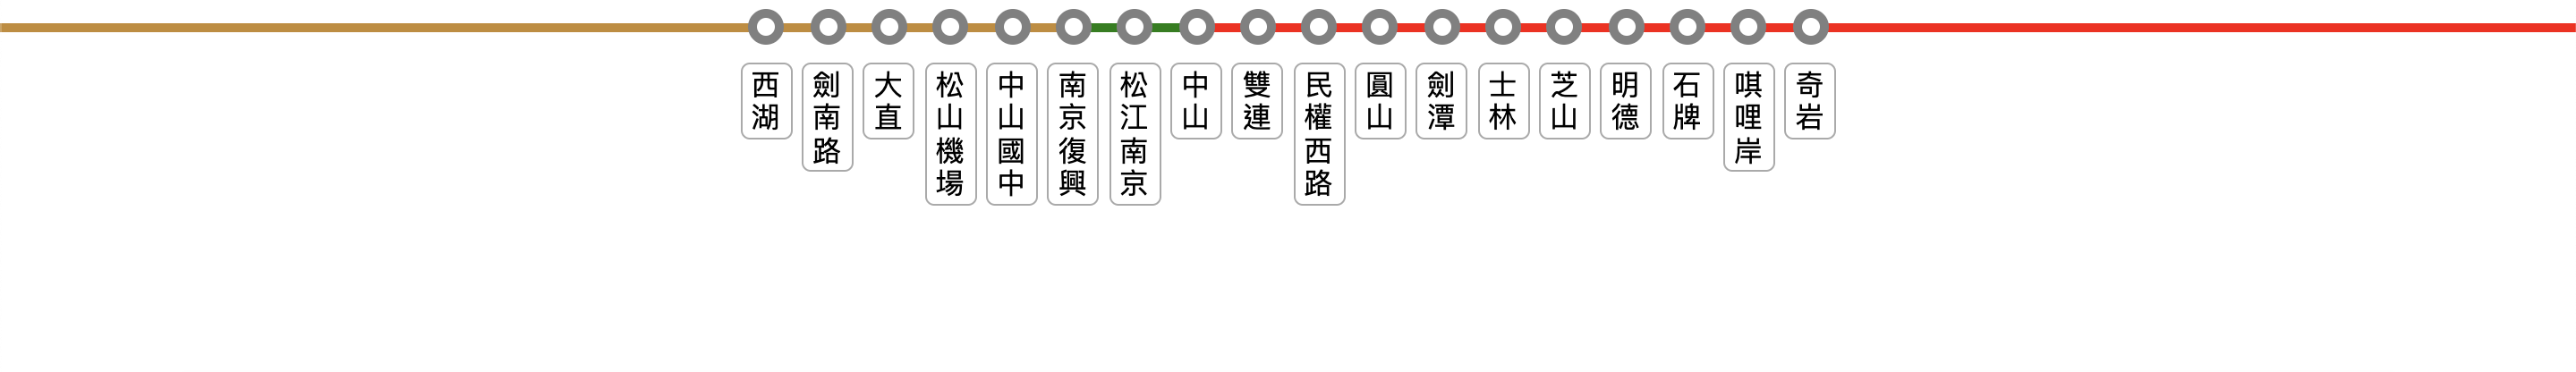 西湖
劍南路
大直
松山機場
中山國中
南京復興
松江南京
中山
雙連
民權西路
圓山
劍潭
士林
芝山
明德
石牌
唭哩岸
奇岩